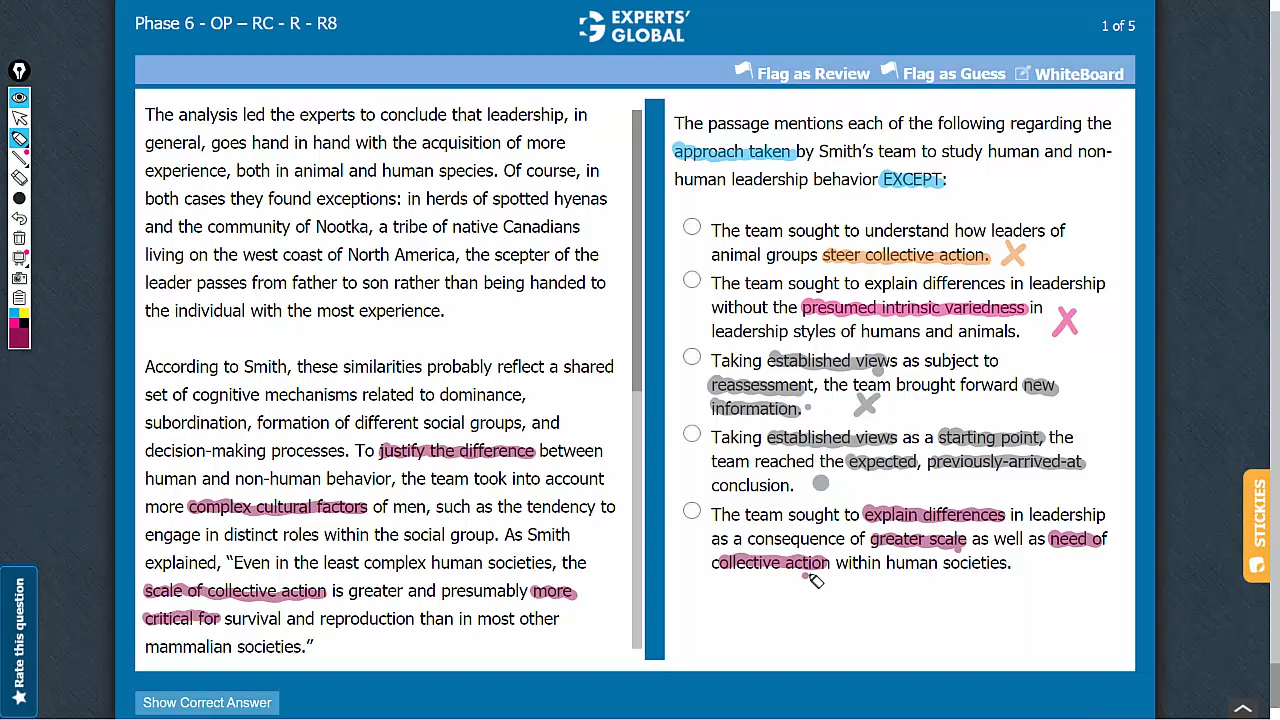 Phase 6 - OP – RC - R - R8
EXPERTS'
GLOBAL
1 of 5
Flag as Review
Flag as Guess
WhiteBoard
The analysis led the experts to conclude that leadership, in
general, goes hand in hand with the acquisition of more
experience, both in animal and human species. Of course, in
both cases they found exceptions: in herds of spotted hyenas
and the community of Nootka, a tribe of native Canadians
living on the west coast of North America, the scepter of the
leader passes from father to son rather than being handed to
the individual with the most experience.
According to Smith, these similarities probably reflect a shared
set of cognitive mechanisms related to dominance,
subordination, formation of different social groups, and
decision-making processes. To justify the difference between
human and non-human behavior, the team took into account
more complex cultural factors of men, such as the tendency to
engage in distinct roles within the social group. As Smith
explained, “Even in the least complex human societies, the
scale of collective action is greater and presumably more
critical for survival and reproduction than in most other
mammalian societies.”
The passage mentions each of the following regarding the
approach taken by Smith's team to study human and non-
human leadership behavior EXCEPT:
The team sought to understand how leaders of
animal groups steer collective action.
The team sought to explain differences in leadership
without the presumed intrinsic variedness in
leadership styles of humans and animals.
Taking established views as subject to
reassessment, the team brought forward new
information.
Taking established views as a starting point, the
team reached the expected, previously-arrived-at
conclusion.
The team sought to explain differences in leadership
as a consequence of greater scale as well as need of
collective action within human societies.
STICKIES
Rate this question
Show Correct Answer